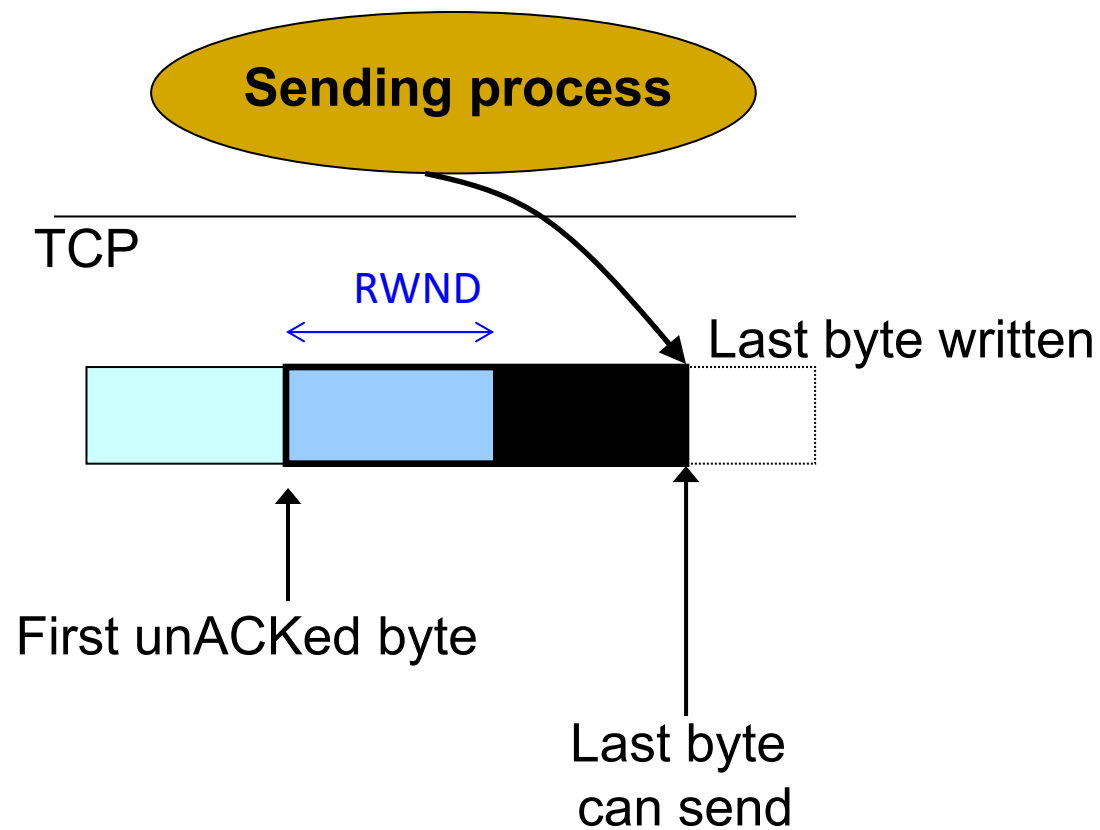 Sending process
TCP
RWND
Last byte written
First unACKed byte
Last byte
can send